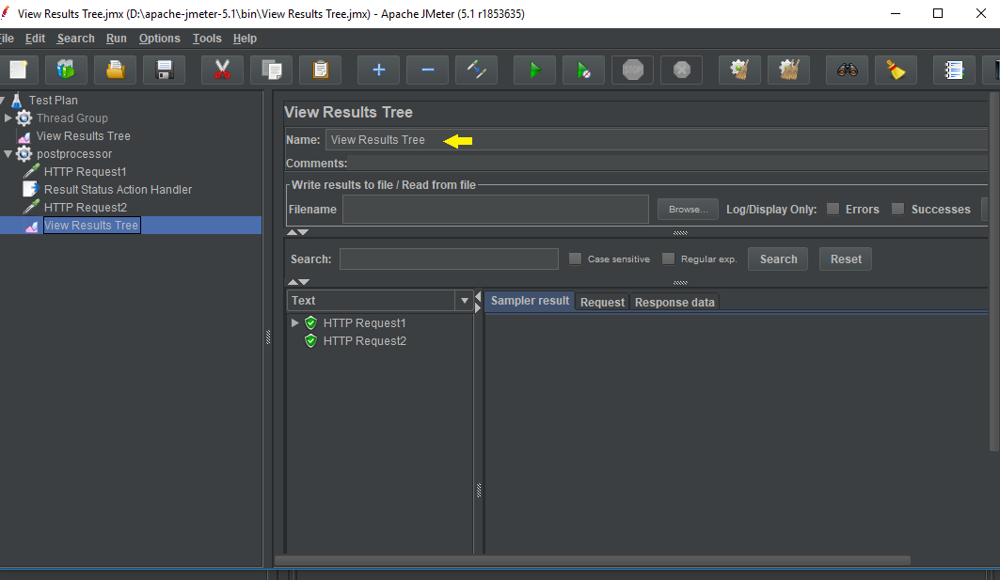 View Results Tree.jmx (D:\apache-jmeter-5.1\bin\View Results Tree.jmx) - Apache JMeter (5.1 r1853635)
ile Edit Search Run Options Tools Help
STOP
Test Plan
Thread Group
View Results Tree
postprocessor
HTTP Request1
Result Status Action Handler
HTTP Request2
View Results Tree
View Results Tree
Name: View Results Tree
Comments:
Write results to file / Read from file
Filename Browse... Log/Display Only: Errors Successes
Search: Case sensitive Regular exp. Search Reset
Text
Sampler result Request Response data
HTTP Request1
HTTP Request2